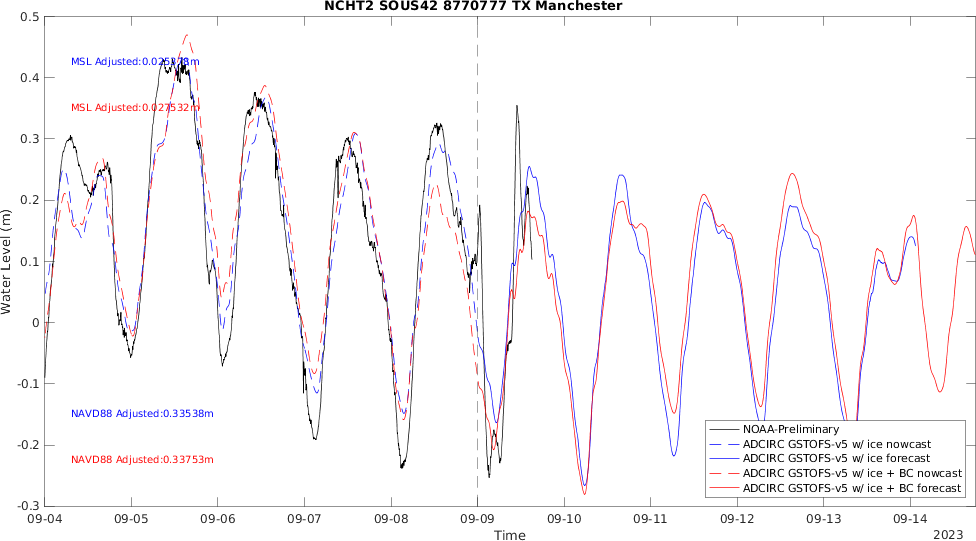 NCHT2 SOUS42 8770777 TX Manchester
0.5
0.4
0.3
0.2
0.1
0
-0.1
-0.2
-0.3
Water Level (m)
MSL Adjusted:
MSL Adjusted:0.027532m
NAVD88 Adjusted:0.33538m
NAVD88 Adjusted:0.33753m
NOAA-Preliminary
ADCIRC GSTOFS-v5 w/ ice nowcast
ADCIRC GSTOFS-v5 w/ ice forecast
ADCIRC GSTOFS-v5 w/ ice + BC nowcast
ADCIRC GSTOFS-v5 w/ ice + BC forecast
09-04 09-05 09-06 09-07 09-08 09-09 09-10 09-11 09-12 09-13 09-14
Time
2023